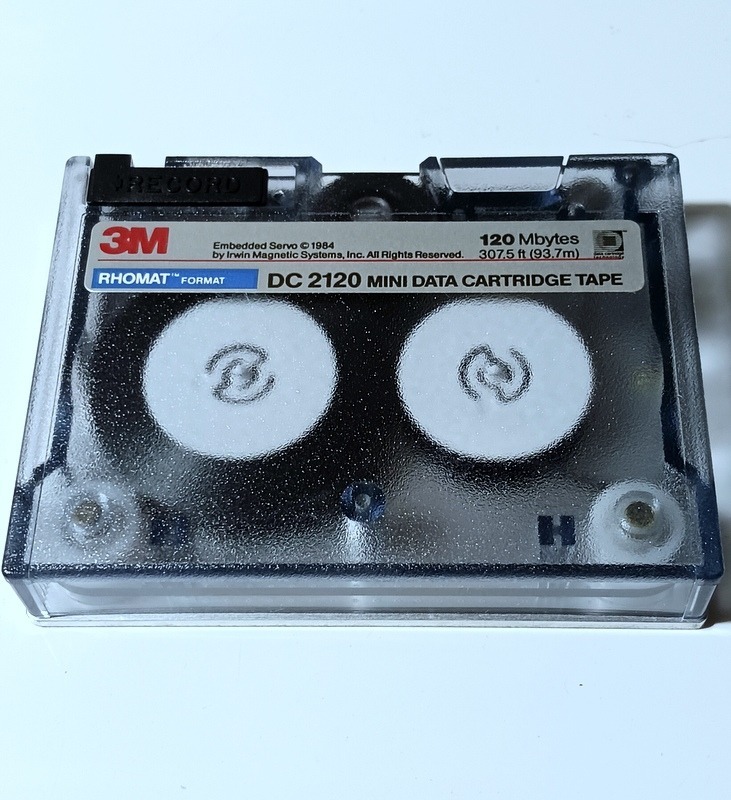 RECORD
3M
Embedded Servo © 1984
by Irwin Magnetic Systems, Inc. All Rights Reserved.
120 Mbytes
307.5 ft (93.7m)
RHOMAT™ FORMAT
DC 2120 MINI DATA CARTRIDGE TAPE